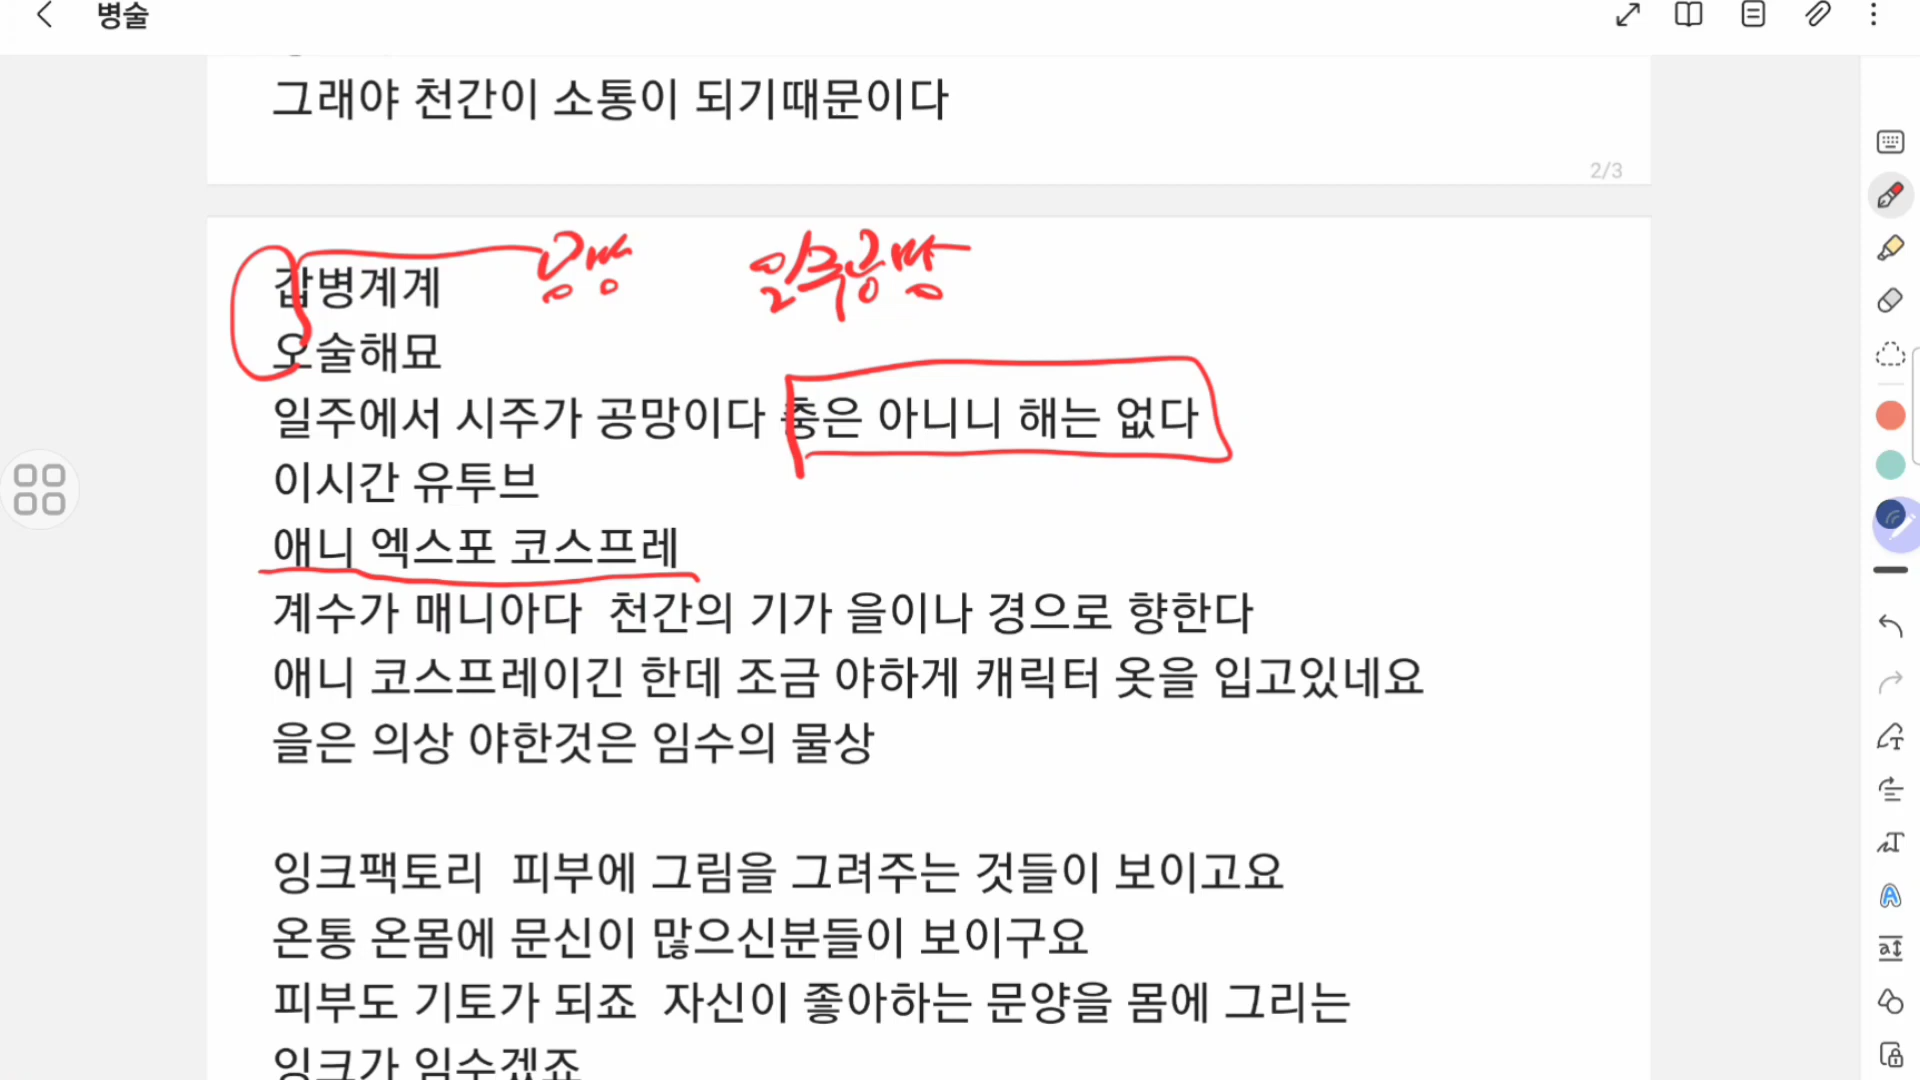 병술
그래야 천간이 소통이 되기때문이다
2/3
공망 일주공망
갑병계계
오술해묘
일주에서 시주가 공망이다 충은 아니니 해는 없다
이시간 유투브
애니 엑스포 코스프레
계수가 매니아다 천간의 기가 을이나 경으로 향한다
애니 코스프레이긴 한데 조금 야하게 캐릭터 옷을 입고있네요
을은 의상 야한것은 임수의 물상
잉크팩토리 피부에 그림을 그려주는 것들이 보이고요
온통 온몸에 문신이 많으신분들이 보이구요
피부도 기토가 되죠 자신이 좋아하는 문양을 몸에 그리는
잉크가 임수겠죠